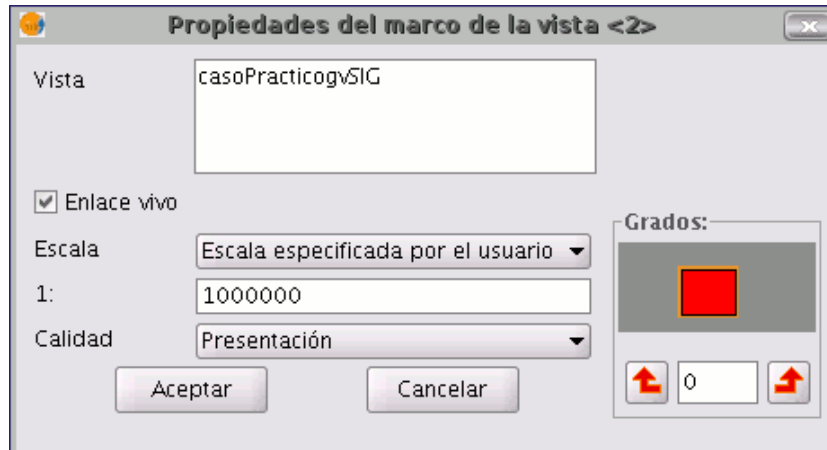 Propiedades del marco de la vista <2>
Vista
casoPracticogvSIG
Enlace vivo
Escala
Escala especificada por el usuario
1:
1000000
Calidad
Presentación
Aceptar
Cancelar
Grados:
0